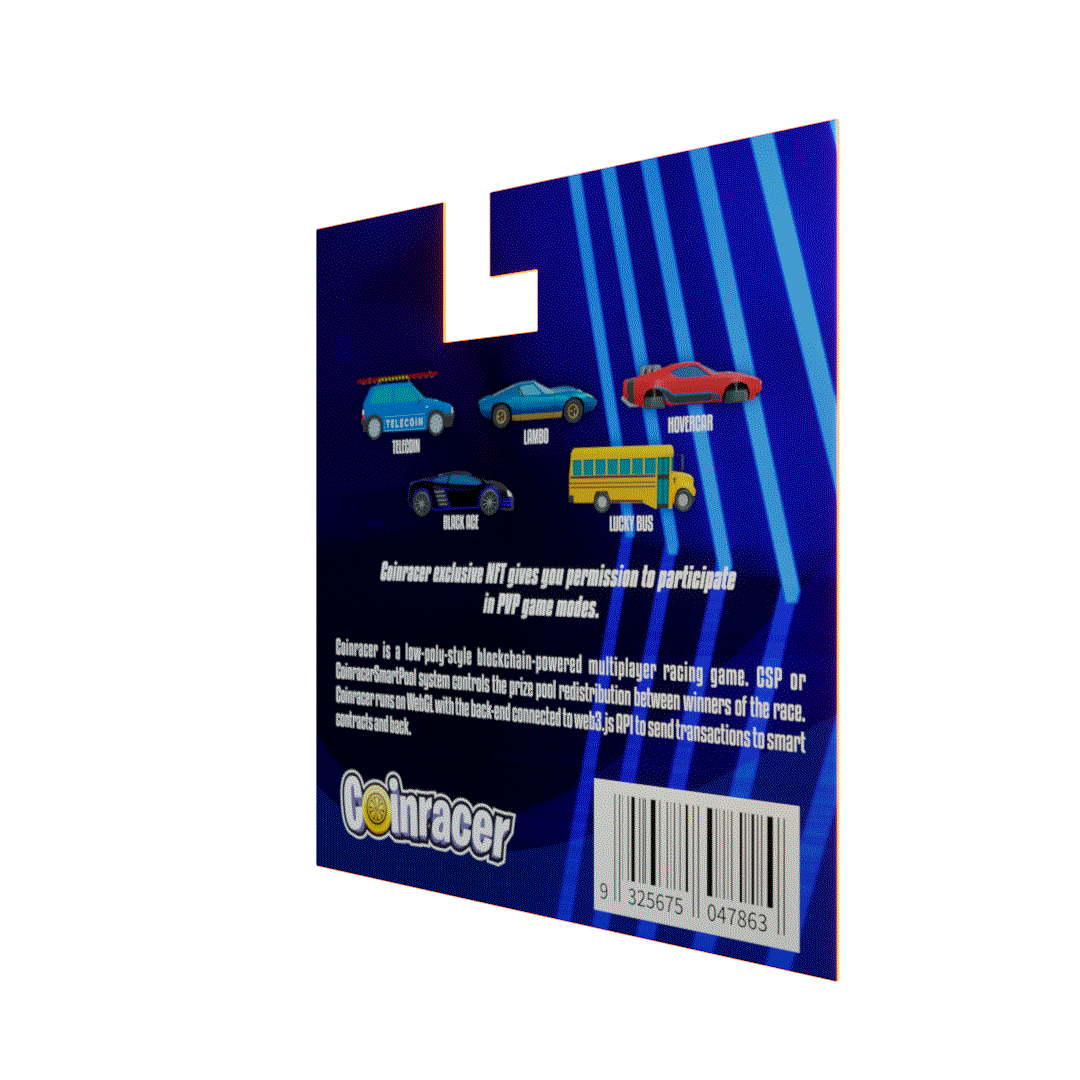 TELECOIN
TELECOIN
LAMBO
HOVERCAR
BLACK ACE
LUCKY BUS
Coinracer exclusive NFT gives you permission to participate
in PVP game modes.
Coinracer is a low-poly-style blockchain-powered multiplayer racing game. CSP or
CoinracerSmartPool system controls the prize pool redistribution between winners of the race.
Coinracer runs on WebGL with the back-end connected to web3.js API to send transactions to smart
contracts and back.
Coinracer
9 325675 047863